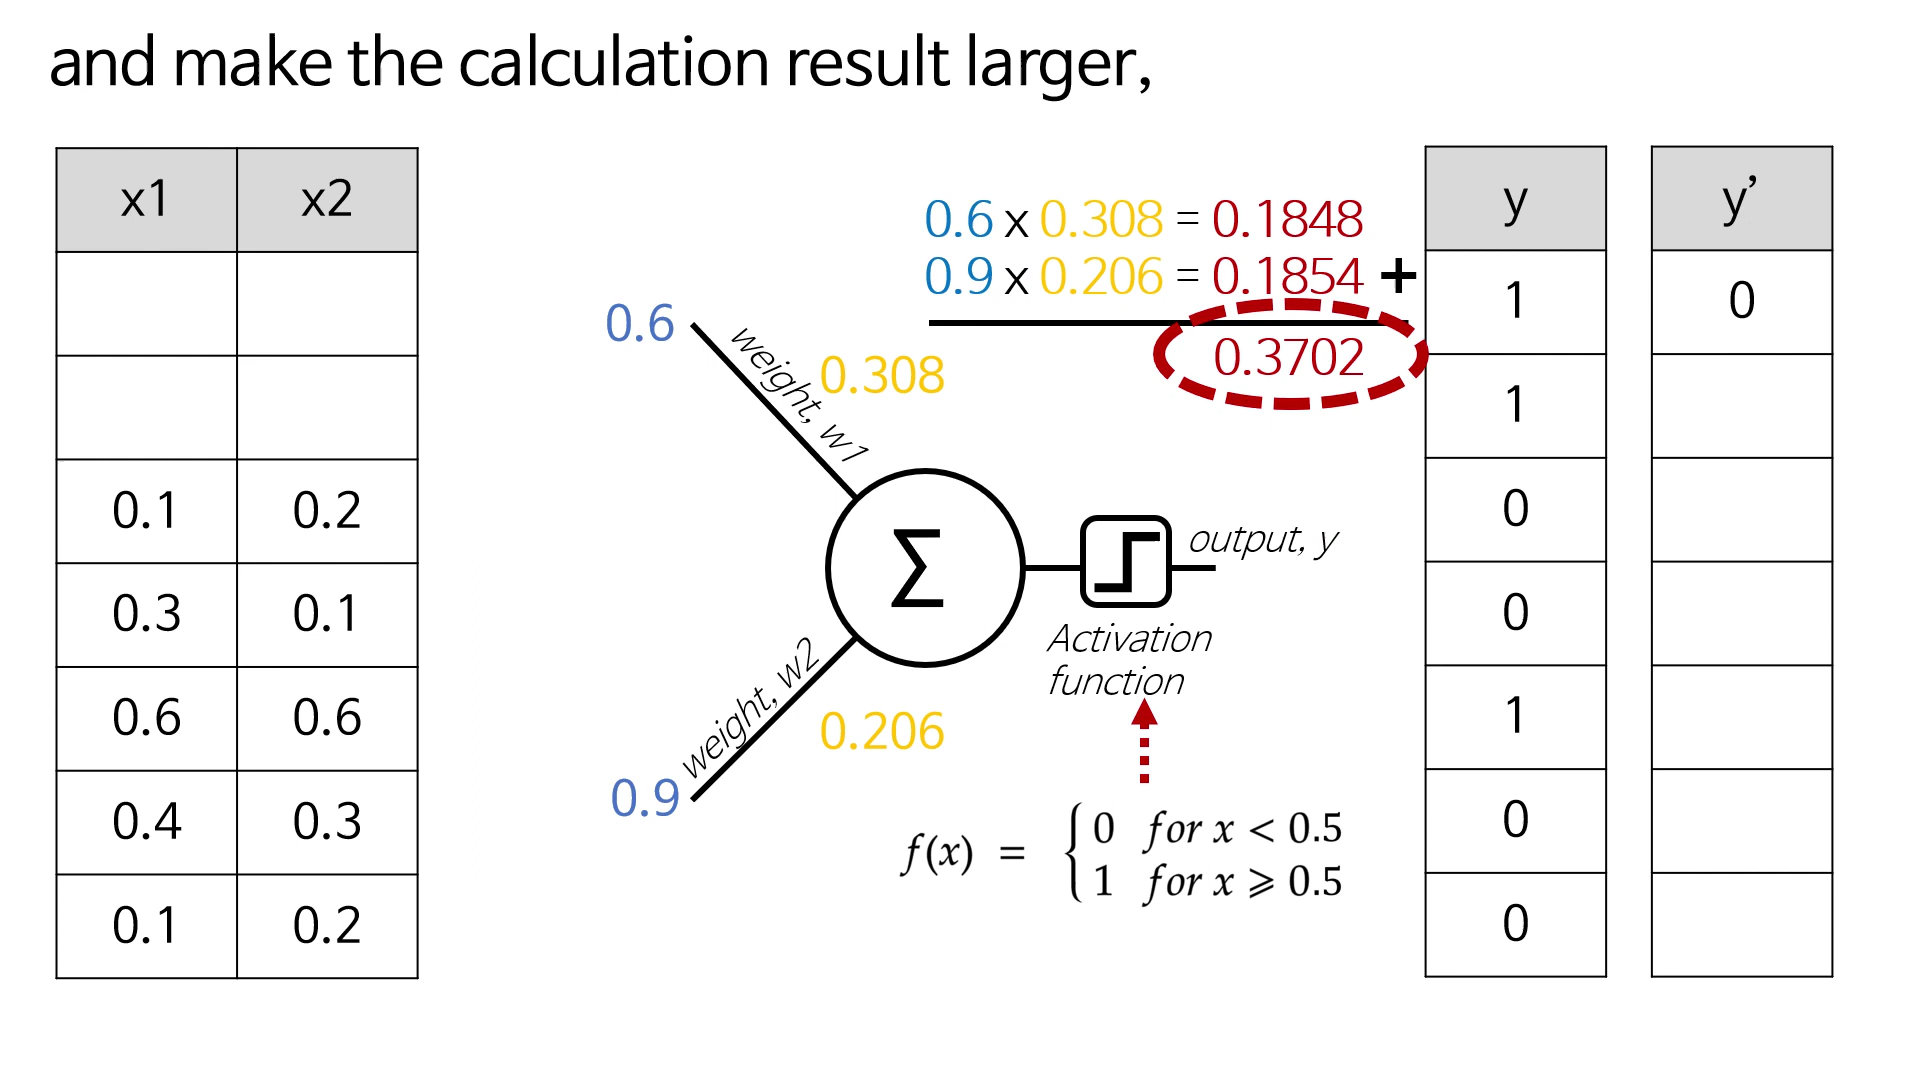 and make the calculation result larger,
x1 x2
0.1 0.2
0.3 0.1
0.6 0.6
0.4 0.3
0.1 0.2
0.6 x 0.308 = 0.1848
0.9 x 0.206 = 0.1854 +
0.3702
0.6
weight, w1
0.308
Σ
output, y
Activation
function
weight, w2
0.206
0.9
f(x) = { 0 for x < 0.5
1 for x ⩾ 0.5
y y’
1 0
1
0
0
1
0
0